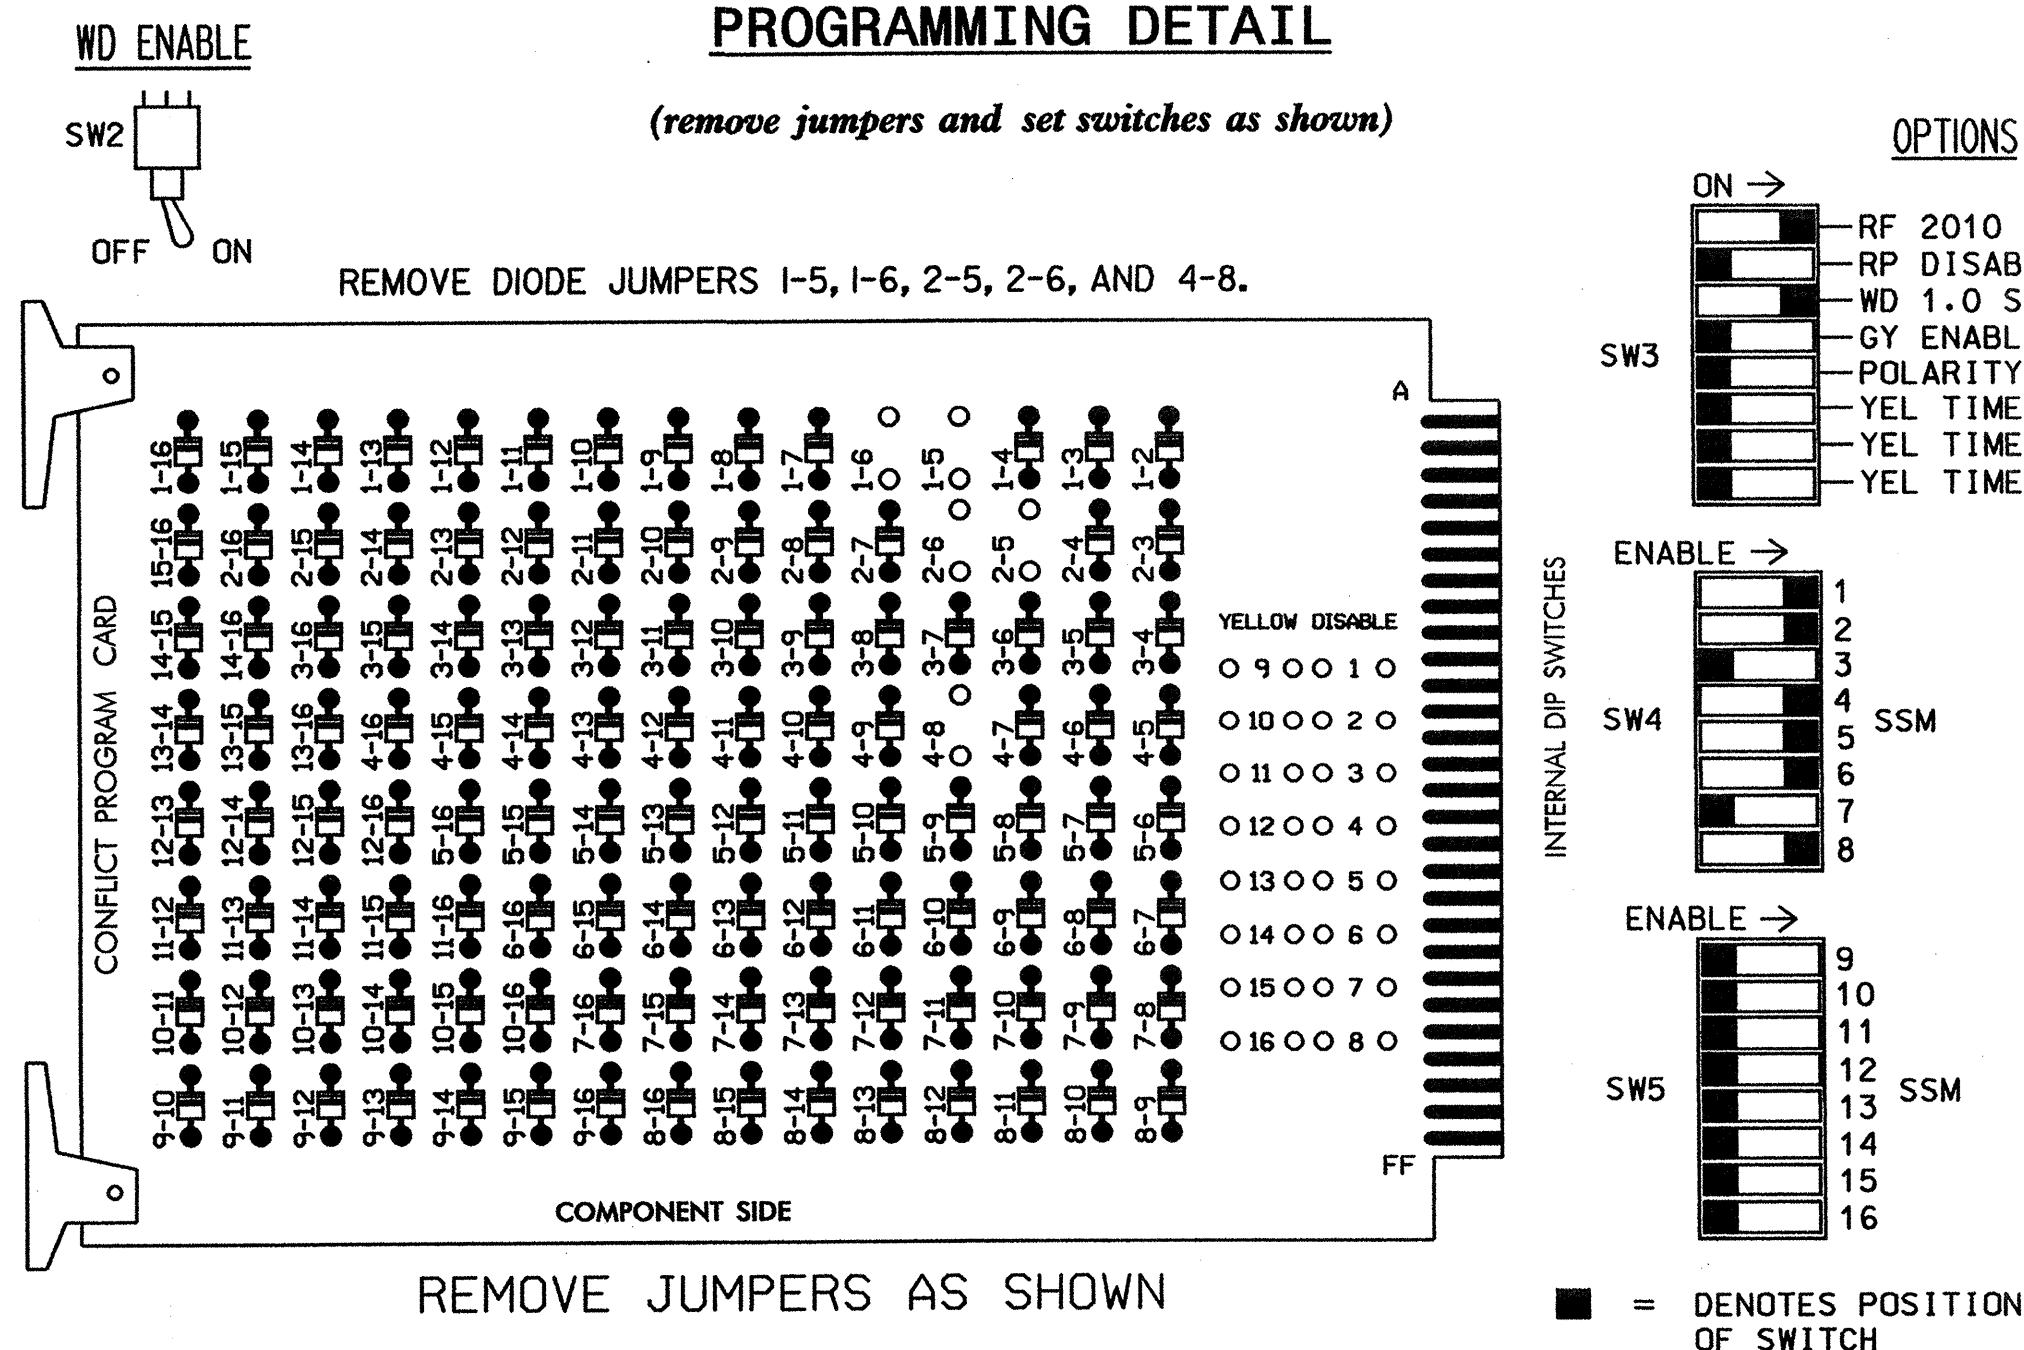 PROGRAMMING DETAIL
(remove jumpers and set switches as shown)
WD ENABLE
SW2
OFF ON
REMOVE DIODE JUMPERS 1-5, 1-6, 2-5, 2-6, AND 4-8.
CONFLICT PROGRAM CARD
1-16 1-15 1-14 1-13 1-12 1-11 1-10 1-9 1-8 1-7 1-6 1-5 1-4 1-3 1-2
15-16 2-16 2-15 2-14 2-13 2-12 2-11 2-10 2-9 2-8 2-7 2-6 2-5 2-4 2-3
14-15 14-16 3-16 3-15 3-14 3-13 3-12 3-11 3-10 3-9 3-8 3-7 3-6 3-5 3-4
13-14 13-15 13-16 4-16 4-15 4-14 4-13 4-12 4-11 4-10 4-9 4-8 4-7 4-6 4-5
12-13 12-14 12-15 12-16 5-16 5-15 5-14 5-13 5-12 5-11 5-10 5-9 5-8 5-7 5-6
11-12 11-13 11-14 11-15 11-16 6-16 6-15 6-14 6-13 6-12 6-11 6-10 6-9 6-8 6-7
10-11 10-12 10-13 10-14 10-15 10-16 7-16 7-15 7-14 7-13 7-12 7-11 7-10 7-9 7-8
9-10 9-11 9-12 9-13 9-14 9-15 9-16 8-16 8-15 8-14 8-13 8-12 8-11 8-10 8-9
A
YELLOW DISABLE
9 1
10 2
11 3
12 4
13 5
14 6
15 7
16 8
FF
COMPONENT SIDE
REMOVE JUMPERS AS SHOWN
INTERNAL DIP SWITCHES
OPTIONS
ON →
SW3
RF 2010
RP DISAB
WD 1.0 S
GY ENABL
POLARITY
YEL TIME
YEL TIME
YEL TIME
ENABLE →
SW4
1
2
3
4
5
6
7
8
SSM
ENABLE →
SW5
9
10
11
12
13
14
15
16
SSM
= DENOTES POSITION
OF SWITCH